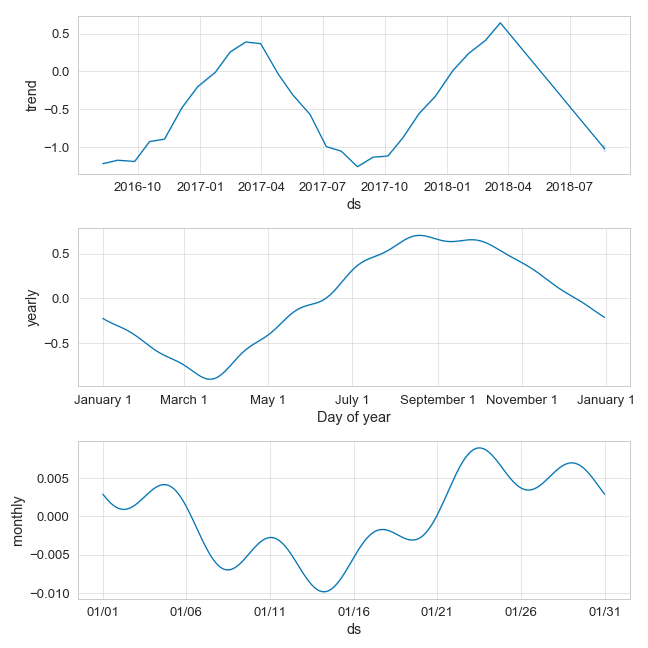 0.5
0.0
−0.5
−1.0
trend
2016-10 2017-01 2017-04 2017-07 2017-10 2018-01 2018-04 2018-07
ds
0.5
0.0
−0.5
yearly
January 1 March 1 May 1 July 1 September 1 November 1 January 1
Day of year
0.005
0.000
−0.005
−0.010
monthly
01/01 01/06 01/11 01/16 01/21 01/26 01/31
ds